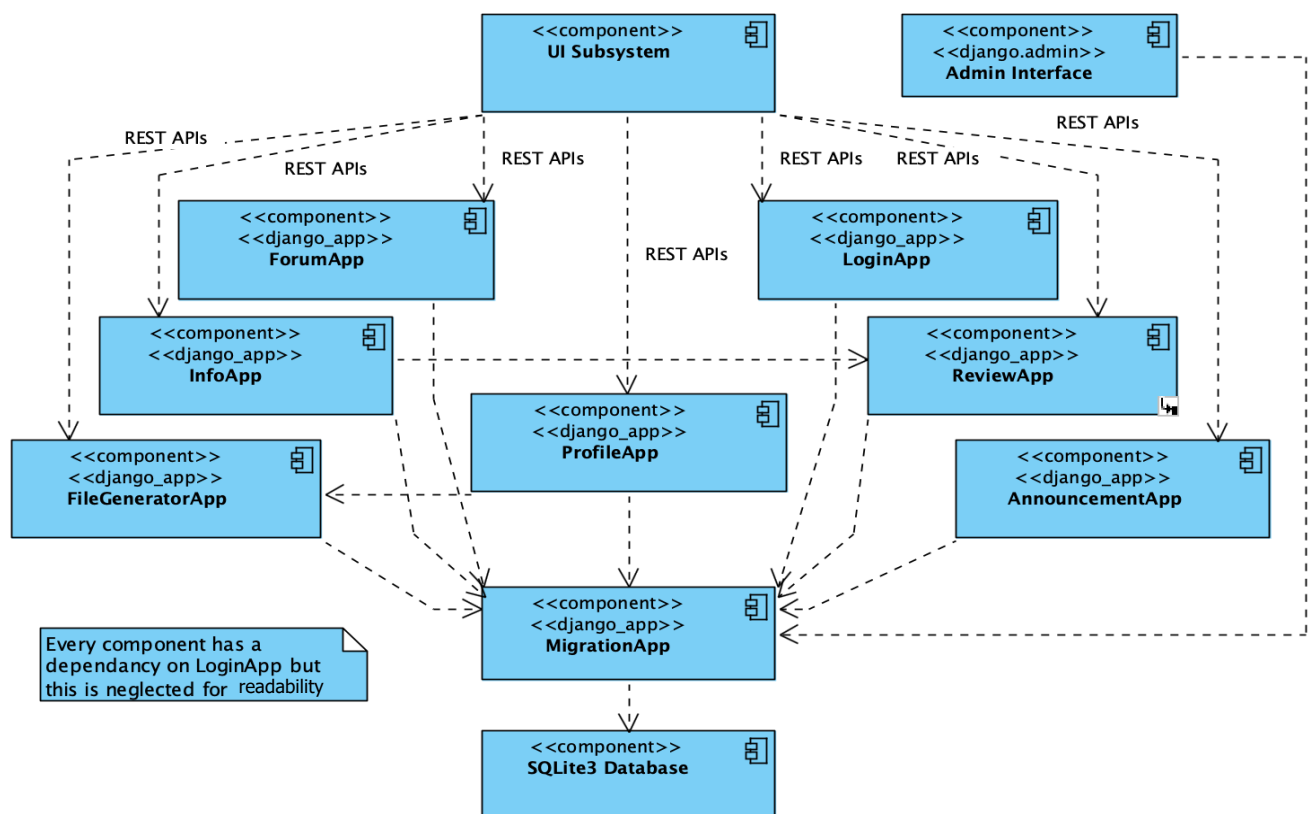 <<component>>
UI Subsystem
<<component>>
<<django.admin>>
Admin Interface
REST APIs
REST APIs
REST APIs
REST APIs
REST APIs
REST APIs
REST APIs
<<component>>
<<django_app>>
ForumApp
<<component>>
<<django_app>>
LoginApp
<<component>>
<<django_app>>
InfoApp
<<component>>
<<django_app>>
ReviewApp
<<component>>
<<django_app>>
ProfileApp
<<component>>
<<django_app>>
FileGeneratorApp
<<component>>
<<django_app>>
AnnouncementApp
<<component>>
<<django_app>>
MigrationApp
Every component has a
dependancy on LoginApp but
this is neglected for readability
<<component>>
SQLite3 Database